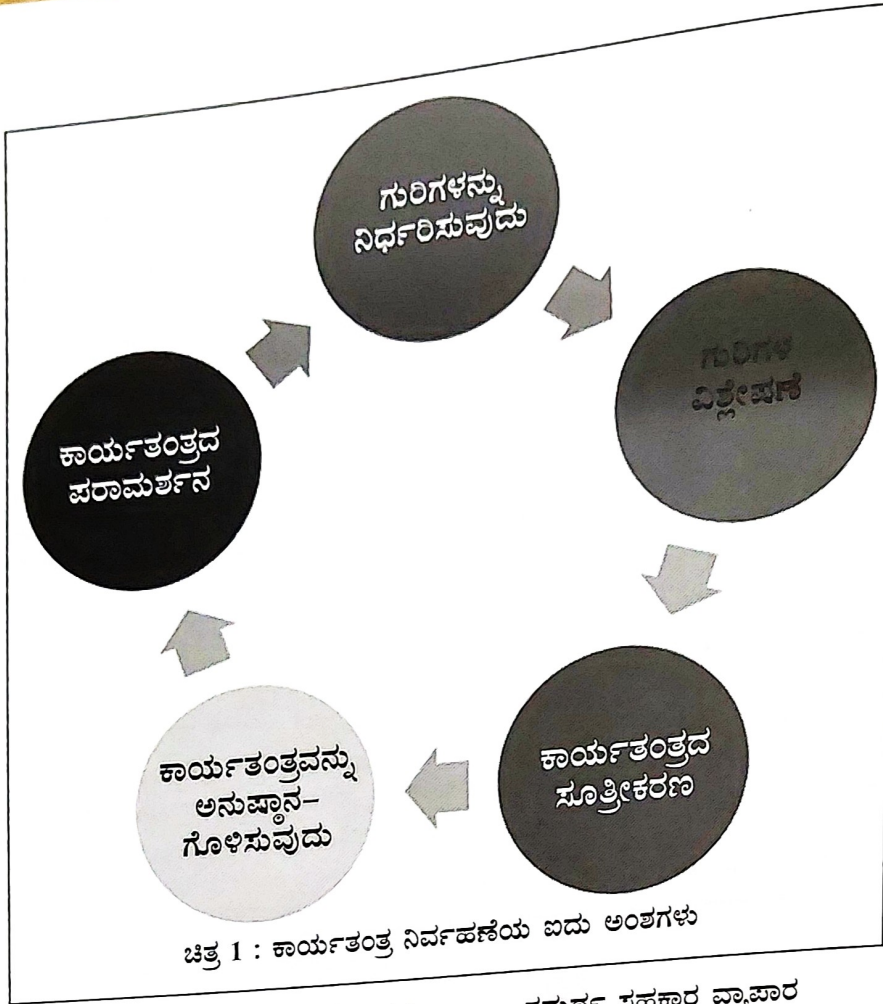 ಗುರಿಗಳನ್ನು
ನಿರ್ಧರಿಸುವುದು
ಗುರಿಗಳ
ವಿಶ್ಲೇಷಣೆ
ಕಾರ್ಯತಂತ್ರದ
ಸೂತ್ರೀಕರಣ
ಕಾರ್ಯತಂತ್ರವನ್ನು
ಅನುಷ್ಠಾನ–
ಗೊಳಿಸುವುದು
ಕಾರ್ಯತಂತ್ರದ
ಪರಾಮರ್ಶನ
ಚಿತ್ರ 1 : ಕಾರ್ಯತಂತ್ರ ನಿರ್ವಹಣೆಯ ಐದು ಅಂಶಗಳು
ಸಹಕಾರ ವ್ಯಾಪಾರ